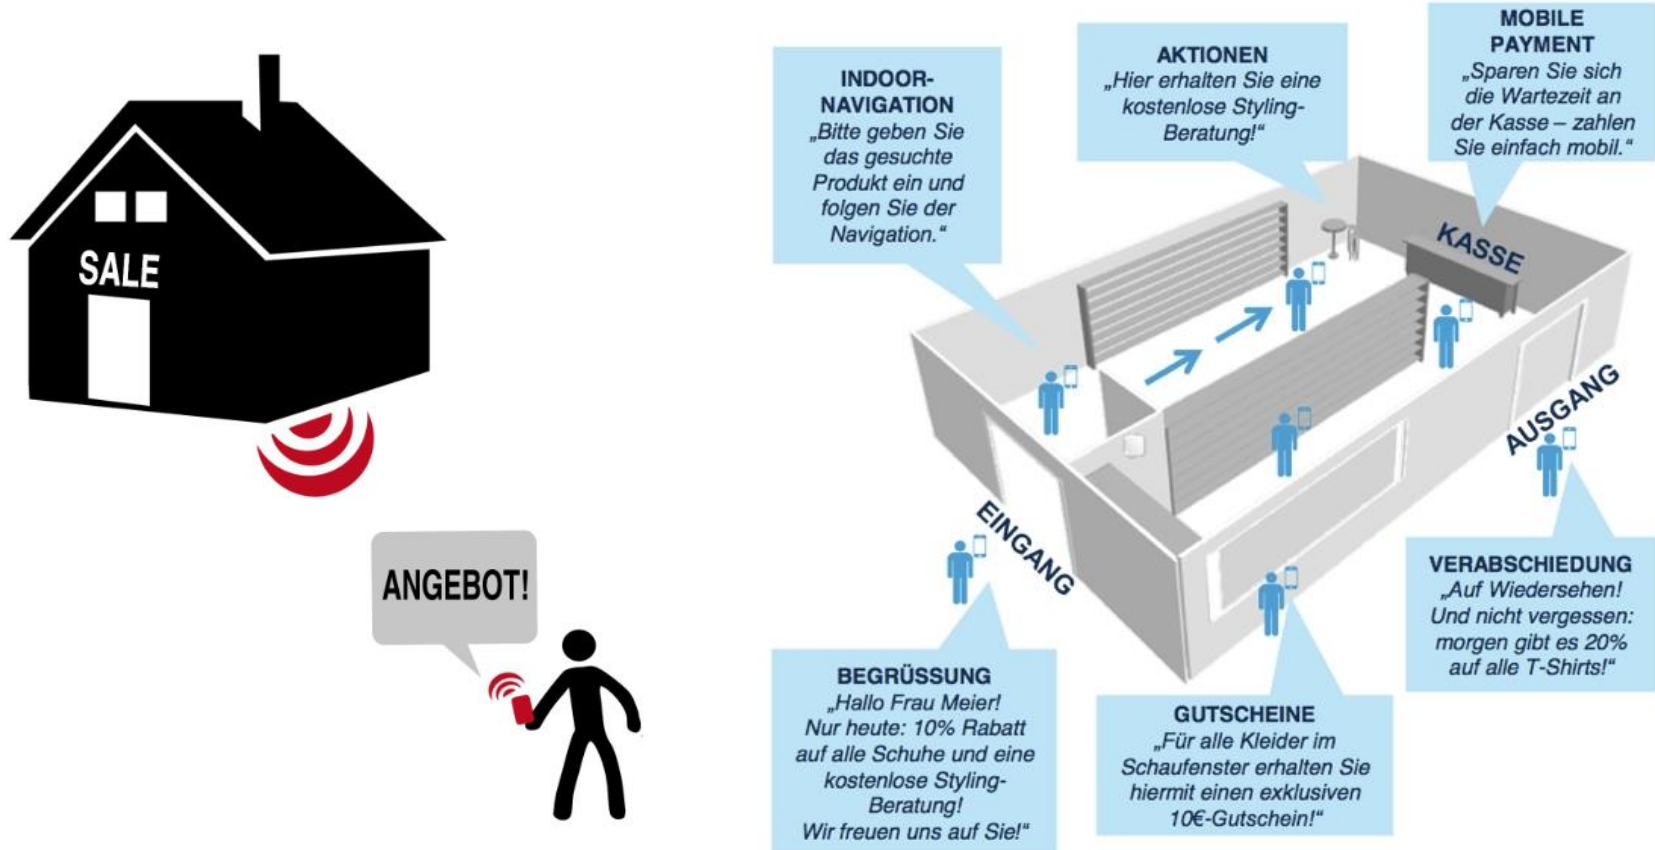 SALE
ANGEBOT!
INDOOR-
NAVIGATION
„Bitte geben Sie
das gesuchte
Produkt ein und
folgen Sie der
Navigation.“
AKTIONEN
„Hier erhalten Sie eine
kostenlose Styling-
Beratung!“
MOBILE
PAYMENT
„Sparen Sie sich
die Wartezeit an
der Kasse – zahlen
Sie einfach mobil.“
KASSE
AUSGANG
EINGANG
BEGRÜSSUNG
„Hallo Frau Meier!
Nur heute: 10% Rabatt
auf alle Schuhe und eine
kostenlose Styling-
Beratung!
Wir freuen uns auf Sie!“
GUTSCHEINE
„Für alle Kleider im
Schaufenster erhalten Sie
hiermit einen exklusiven
10€-Gutschein!“
VERABSCHIEDUNG
„Auf Wiedersehen!
Und nicht vergessen:
morgen gibt es 20%
auf alle T-Shirts!“